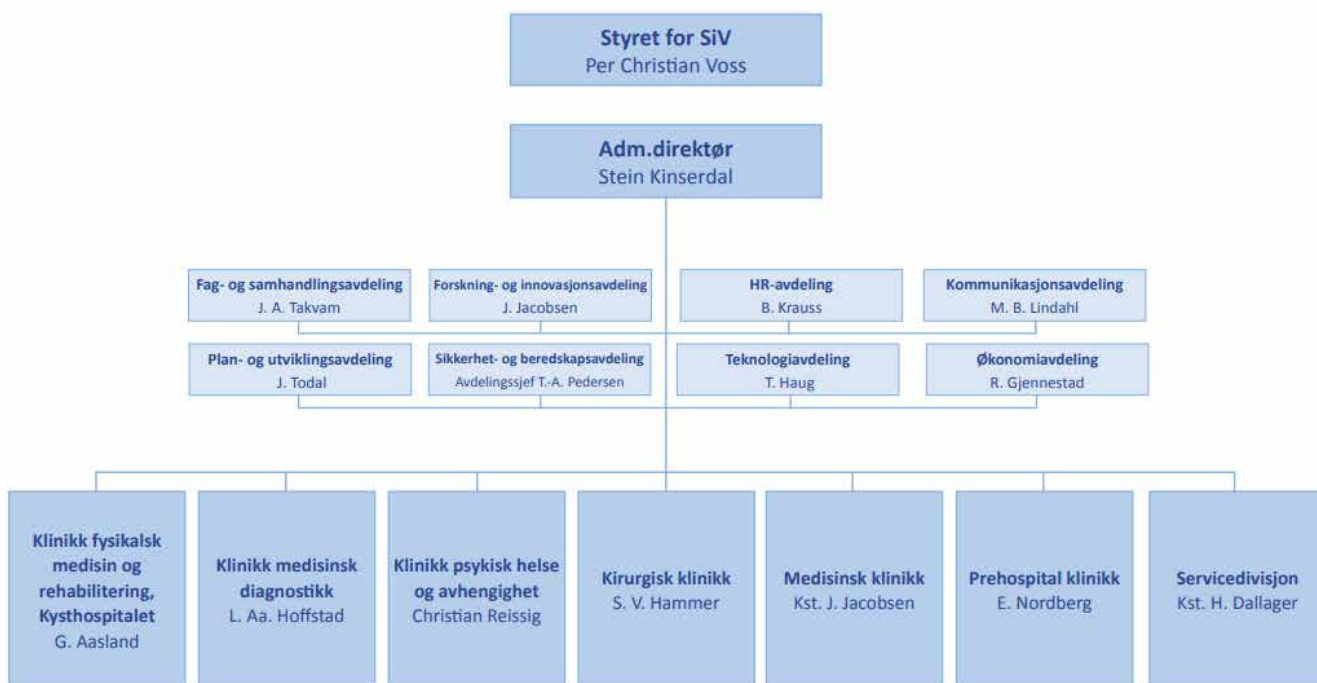 Styret for SiV
Per Christian Voss
Adm.direktør
Stein Kinserdal
Fag- og samhandlingsavdeling
J. A. Takvam
Forskning- og innovasjonsavdeling
J. Jacobsen
HR-avdeling
B. Krauss
Kommunikasjonsavdeling
M. B. Lindahl
Plan- og utviklingsavdeling
J. Todal
Sikkerhet- og beredskapsavdeling
Avdelingssjef T.-A. Pedersen
Teknologiavdeling
T. Haug
Økonomiavdeling
R. Gjennestad
Klinikk fysikalsk
medisin og
rehabilitering,
Kysthospitalet
G. Aasland
Klinikk medisinsk
diagnostikk
L. Aa. Hoffstad
Klinikk psykisk helse
og avhengighet
Christian Reissig
Kirurgisk klinikk
S. V. Hammer
Medisinsk klinikk
Kst. J. Jacobsen
Prehospital klinikk
E. Nordberg
Servicedivisjon
Kst. H. Dallager